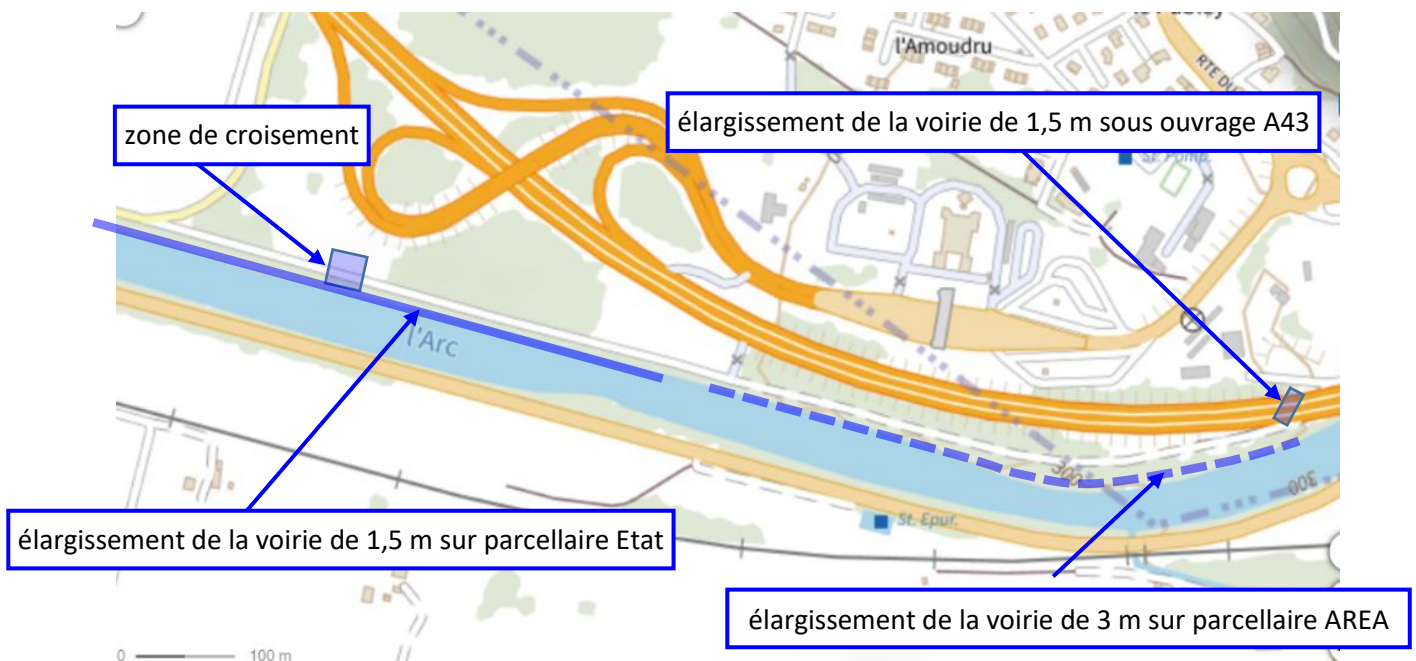 l'Amoudru
RTE DU
élargissement de la voirie de 1,5 m sous ouvrage A43
zone de croisement
St. Pomp.
l'Arc
300
300
St. Epur.
élargissement de la voirie de 1,5 m sur parcellaire Etat
élargissement de la voirie de 3 m sur parcellaire AREA
0 100 m